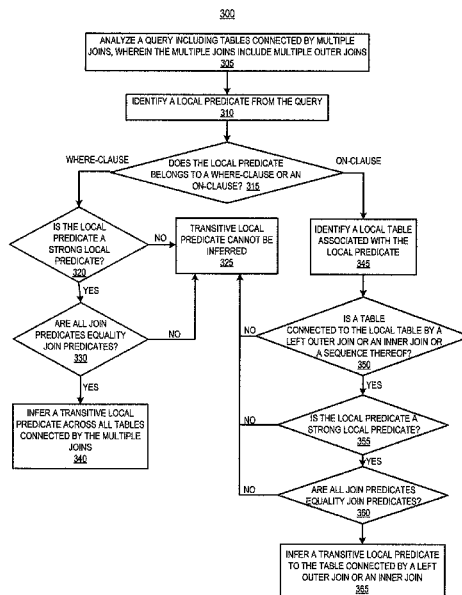 300
ANALYZE A QUERY INCLUDING TABLES CONNECTED BY MULTIPLE
JOINS, WHEREIN THE MULTIPLE JOINS INCLUDE MULTIPLE OUTER JOINS
305
IDENTIFY A LOCAL PREDICATE FROM THE QUERY
310
DOES THE LOCAL PREDICATE
BELONGS TO A WHERE-CLAUSE OR AN
ON-CLAUSE? 315
WHERE-CLAUSE
ON-CLAUSE
IS THE LOCAL
PREDICATE A
STRONG LOCAL
PREDICATE?
320
NO
YES
TRANSITIVE LOCAL
PREDICATE CANNOT BE
INFERRED
325
IDENTIFY A LOCAL TABLE
ASSOCIATED WITH THE
LOCAL PREDICATE
345
ARE ALL JOIN
PREDICATES EQUALITY
JOIN PREDICATES?
330
NO
YES
INFER A TRANSITIVE LOCAL
PREDICATE ACROSS ALL TABLES
CONNECTED BY THE MULTIPLE
JOINS
340
IS A TABLE
CONNECTED TO THE LOCAL TABLE BY A
LEFT OUTER JOIN OR AN INNER JOIN OR
A SEQUENCE THEREOF?
350
NO
YES
IS THE LOCAL PREDICATE A
STRONG LOCAL PREDICATE?
355
NO
YES
ARE ALL JOIN PREDICATES
EQUALITY JOIN PREDICATES?
360
NO
YES
INFER A TRANSITIVE LOCAL PREDICATE
TO THE TABLE CONNECTED BY A LEFT
OUTER JOIN OR AN INNER JOIN
365